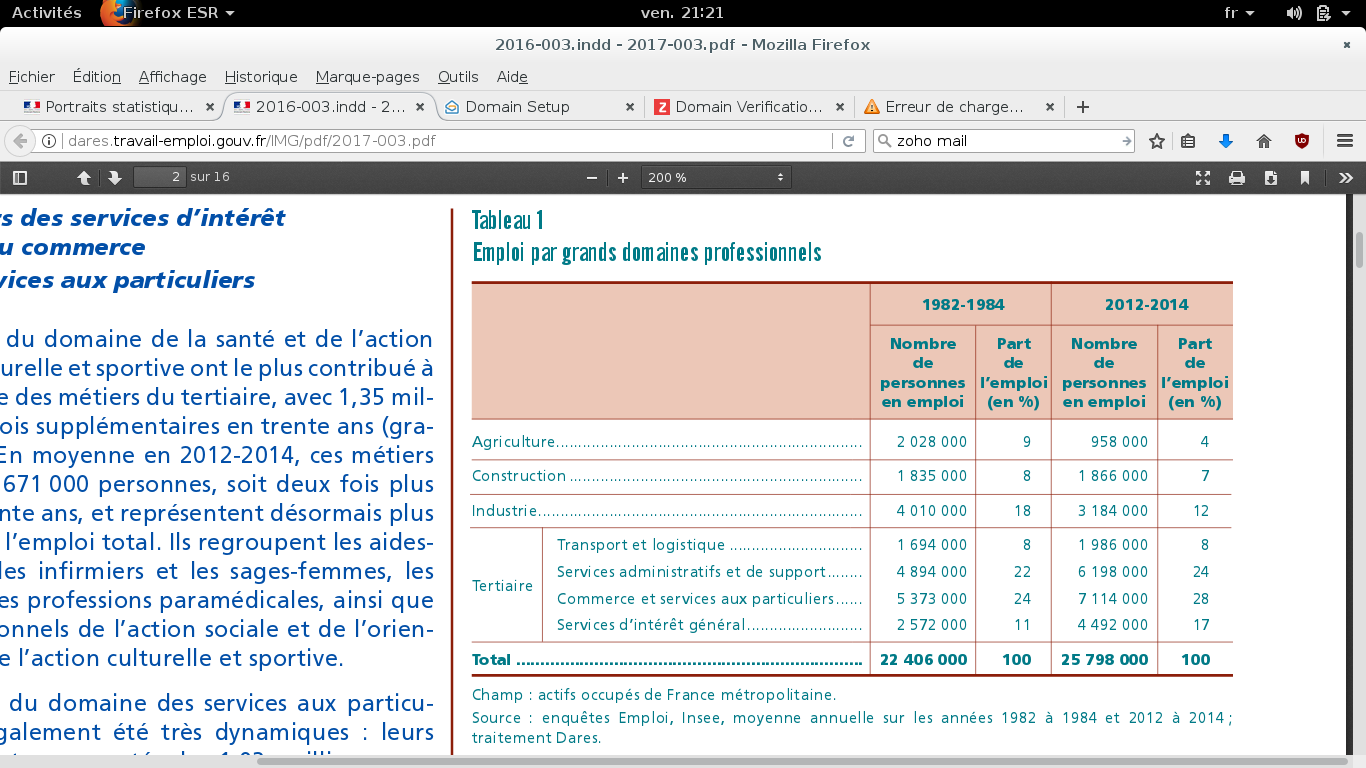 Activités Firefox ESR ven. 21:21 fr
2016-003.indd - 2017-003.pdf - Mozilla Firefox
Fichier Édition Affichage Historique Marque-pages Outils Aide
Portraits statistiqu… 2016-003.indd - 2… Domain Setup Domain Verificatio… Erreur de charge…
dares.travail-emploi.gouv.fr/IMG/pdf/2017-003.pdf zoho mail
2 sur 16 200 %
s des services d’intérêt
u commerce
vices aux particuliers
du domaine de la santé et de l’action
urelle et sportive ont le plus contribué à
e des métiers du tertiaire, avec 1,35 mil-
ois supplémentaires en trente ans (gra-
En moyenne en 2012-2014, ces métiers
671 000 personnes, soit deux fois plus
nte ans, et représentent désormais plus
l’emploi total. Ils regroupent les aides-
les infirmiers et les sages-femmes, les
es professions paramédicales, ainsi que
onnels de l’action sociale et de l’orien-
e l’action culturelle et sportive.
du domaine des services aux particu-
galement été très dynamiques : leurs
Tableau 1
Emploi par grands domaines professionnels
1982-1984 2012-2014
Nombre de personnes en emploi Part de l’emploi (en %) Nombre de personnes en emploi Part de l’emploi (en %)
Agriculture 2 028 000 9 958 000 4
Construction 1 835 000 8 1 866 000 7
Industrie 4 010 000 18 3 184 000 12
Tertiaire
Transport et logistique 1 694 000 8 1 986 000 8
Services administratifs et de support 4 894 000 22 6 198 000 24
Commerce et services aux particuliers 5 373 000 24 7 114 000 28
Services d’intérêt général 2 572 000 11 4 492 000 17
Total 22 406 000 100 25 798 000 100
Champ : actifs occupés de France métropolitaine.
Source : enquêtes Emploi, Insee, moyenne annuelle sur les années 1982 à 1984 et 2012 à 2014 ;
traitement Dares.